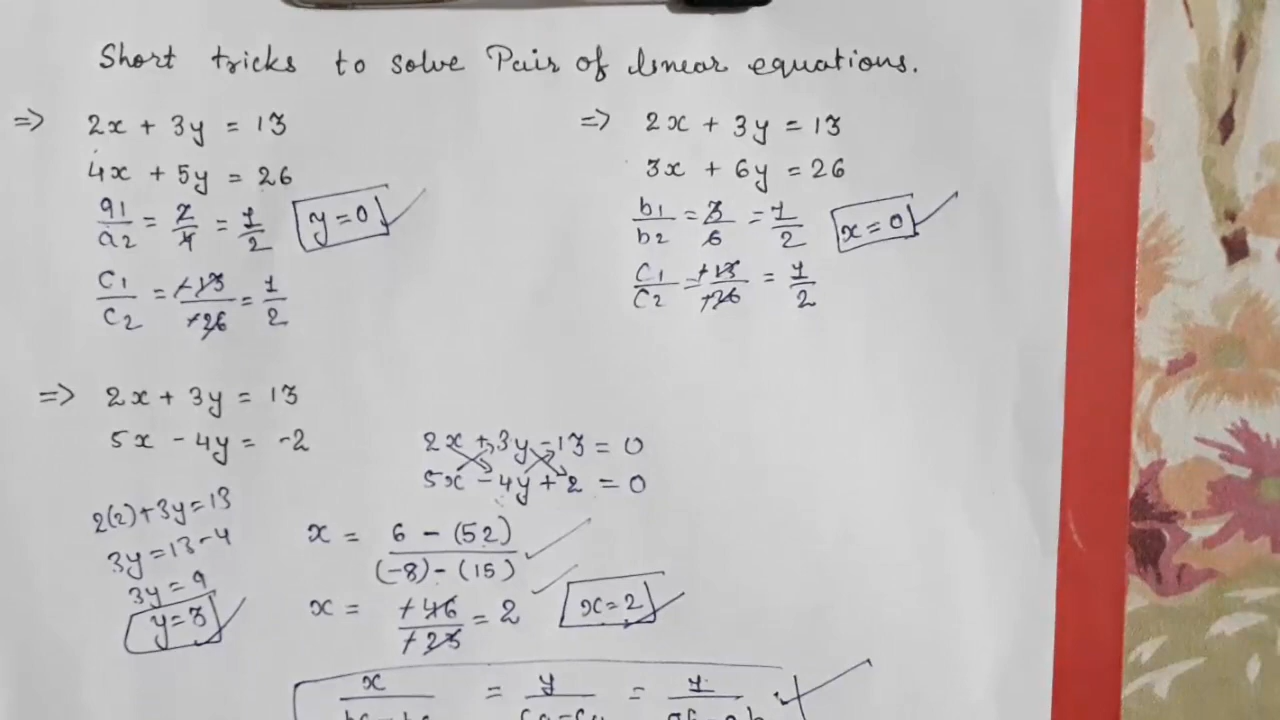 Short tricks to solve Pair of linear equations.
=> 2x + 3y = 13
4x + 5y = 26
a1/a2 = 2/4 = 1/2
y=0
c1/c2 = +13/+26 = 1/2
=> 2x + 3y = 13
3x + 6y = 26
b1/b2 = 3/6 = 1/2
x=0
c1/c2 = +13/+26 = 1/2
=> 2x + 3y = 13
5x - 4y = -2
2(2)+3y=13
3y=13-4
3y=9
y=3
2x + 3y - 13 = 0
5x - 4y + 2 = 0
x = 6 - (52)/(-8) - (15)
x = +46/+23 = 2
x=2
x = y = 1